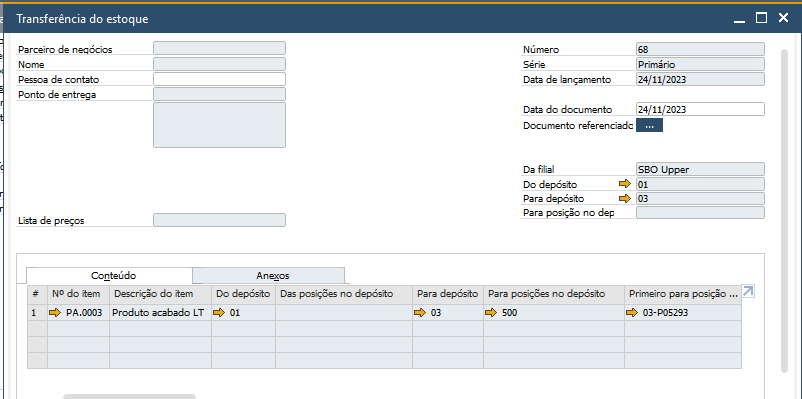 Transferência do estoque
Parceiro de negócios
Nome
Pessoa de contato
Ponto de entrega
Número 68
Série Primário
Data de lançamento 24/11/2023
Data do documento 24/11/2023
Documento referenciado ...
Da filial SBO Upper
Do depósito 01
Para depósito 03
Para posição no dep
Lista de preços
Conteúdo Anexos
# Nº do item Descrição do item Do depósito Das posições no depósito Para depósito Para posições no depósito Primeiro para posição ...
1 PA.0003 Produto acabado LT 01 03 500 03-P05293